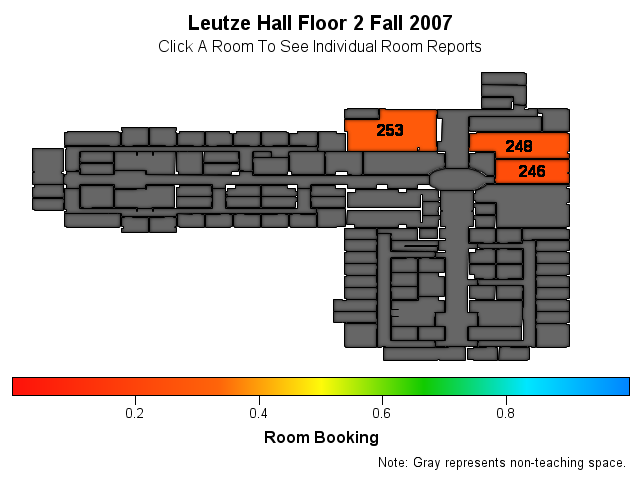 Leutze Hall Floor 2 Fall 2007
Click A Room To See Individual Room Reports
253
248
246
0.2 0.4 0.6 0.8
Room Booking
Note: Gray represents non-teaching space.